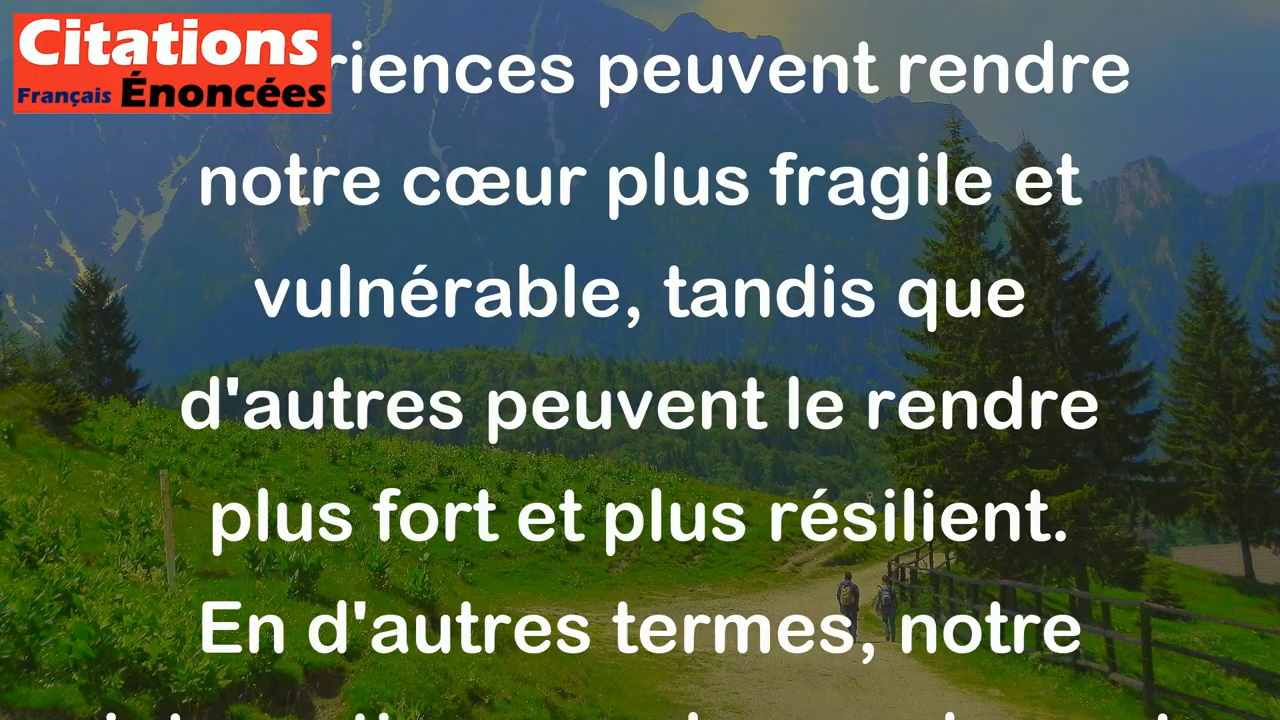 Citations
Français Énoncées
riences peuvent rendre
notre cœur plus fragile et
vulnérable, tandis que
d'autres peuvent le rendre
plus fort et plus résilient.
En d'autres termes, notre